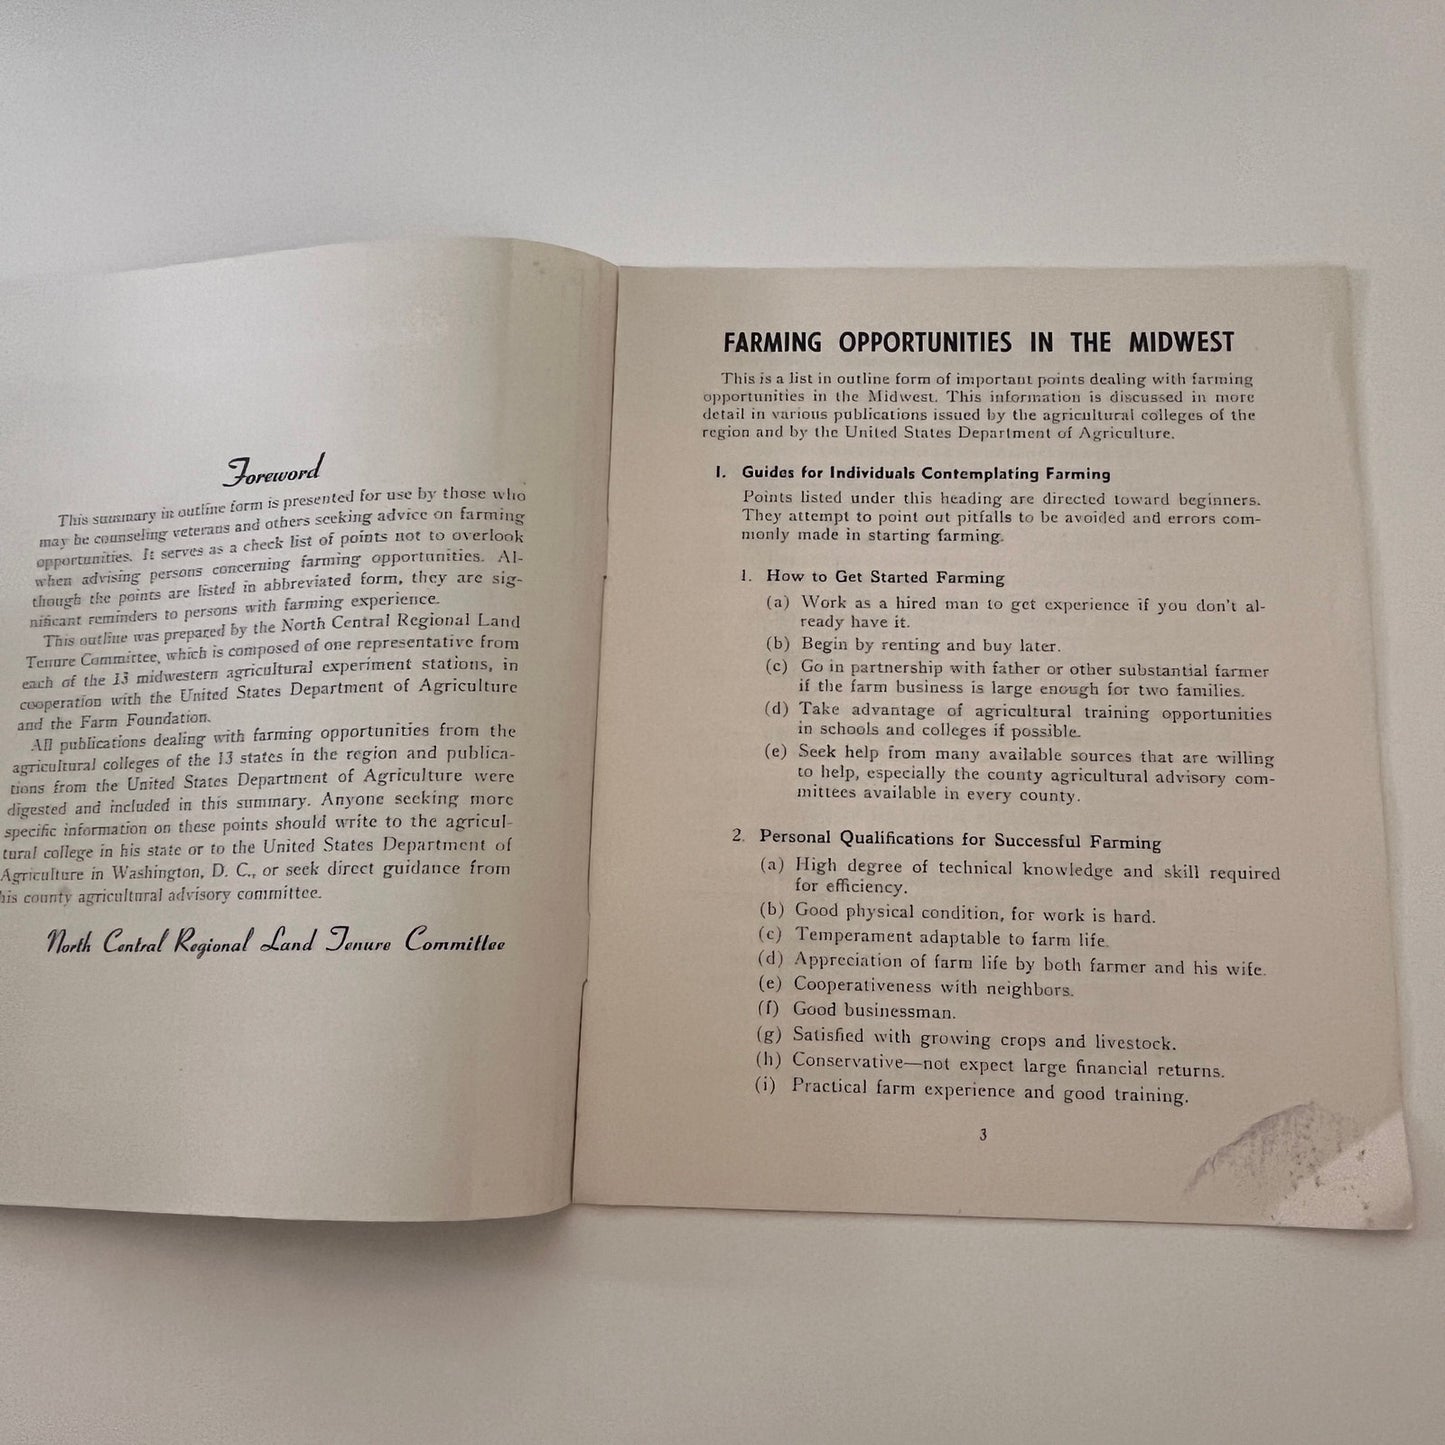 Foreword
This summary in outline form is presented for use by those who
may be counseling veterans and others seeking advice on farming
opportunities. It serves as a check list of points not to overlook
when advising persons concerning farming opportunities. Al-
though the points are listed in abbreviated form, they are sig-
nificant reminders to persons with farming experience.
This outline was prepared by the North Central Regional Land
Tenure Committee, which is composed of one representative from
each of the 13 midwestern agricultural experiment stations, in
cooperation with the United States Department of Agriculture
and the Farm Foundation.
All publications dealing with farming opportunities from the
agricultural colleges of the 13 states in the region and publica-
tions from the United States Department of Agriculture were
digested and included in this summary. Anyone seeking more
specific information on these points should write to the agricul-
tural college in his state or to the United States Department of
Agriculture in Washington, D. C., or seek direct guidance from
his county agricultural advisory committee.
North Central Regional Land Tenure Committee
FARMING OPPORTUNITIES IN THE MIDWEST
This is a list in outline form of important points dealing with farming
opportunities in the Midwest. This information is discussed in more
detail in various publications issued by the agricultural colleges of the
region and by the United States Department of Agriculture.
I. Guides for Individuals Contemplating Farming
Points listed under this heading are directed toward beginners.
They attempt to point out pitfalls to be avoided and errors com-
monly made in starting farming.
1. How to Get Started Farming
(a) Work as a hired man to get experience if you don't al-
ready have it.
(b) Begin by renting and buy later.
(c) Go in partnership with father or other substantial farmer
if the farm business is large enough for two families.
(d) Take advantage of agricultural training opportunities
in schools and colleges if possible.
(e) Seek help from many available sources that are willing
to help, especially the county agricultural advisory com-
mittees available in every county.
2. Personal Qualifications for Successful Farming
(a) High degree of technical knowledge and skill required
for efficiency.
(b) Good physical condition, for work is hard.
(c) Temperament adaptable to farm life.
(d) Appreciation of farm life by both farmer and his wife.
(e) Cooperativeness with neighbors.
(f) Good businessman.
(g) Satisfied with growing crops and livestock.
(h) Conservative—not expect large financial returns.
(i) Practical farm experience and good training.
3